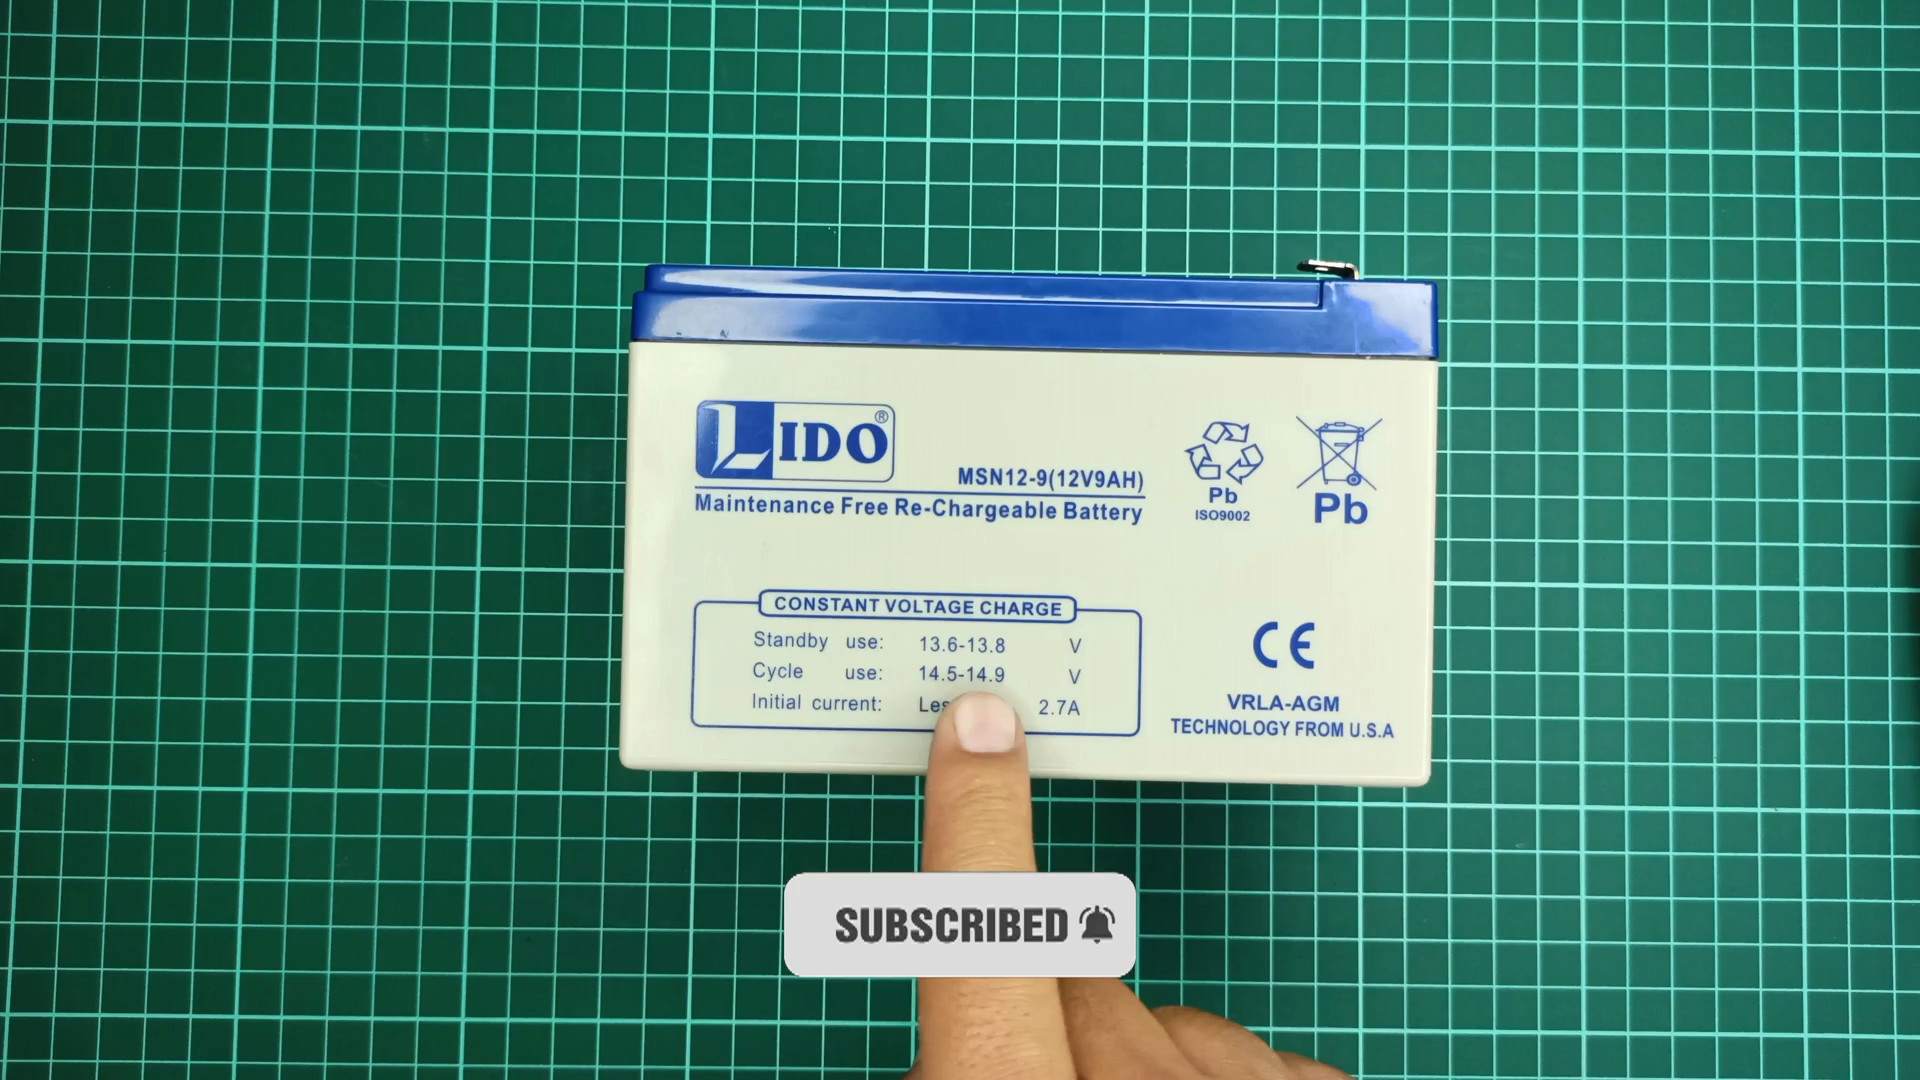 LIDO®
MSN12-9(12V9AH)
Maintenance Free Re-Chargeable Battery
Pb
ISO9002
Pb
CONSTANT VOLTAGE CHARGE
Standby use: 13.6-13.8 V
Cycle use: 14.5-14.9 V
Initial current: 2.7A
CE
VRLA-AGM
TECHNOLOGY FROM U.S.A
SUBSCRIBED